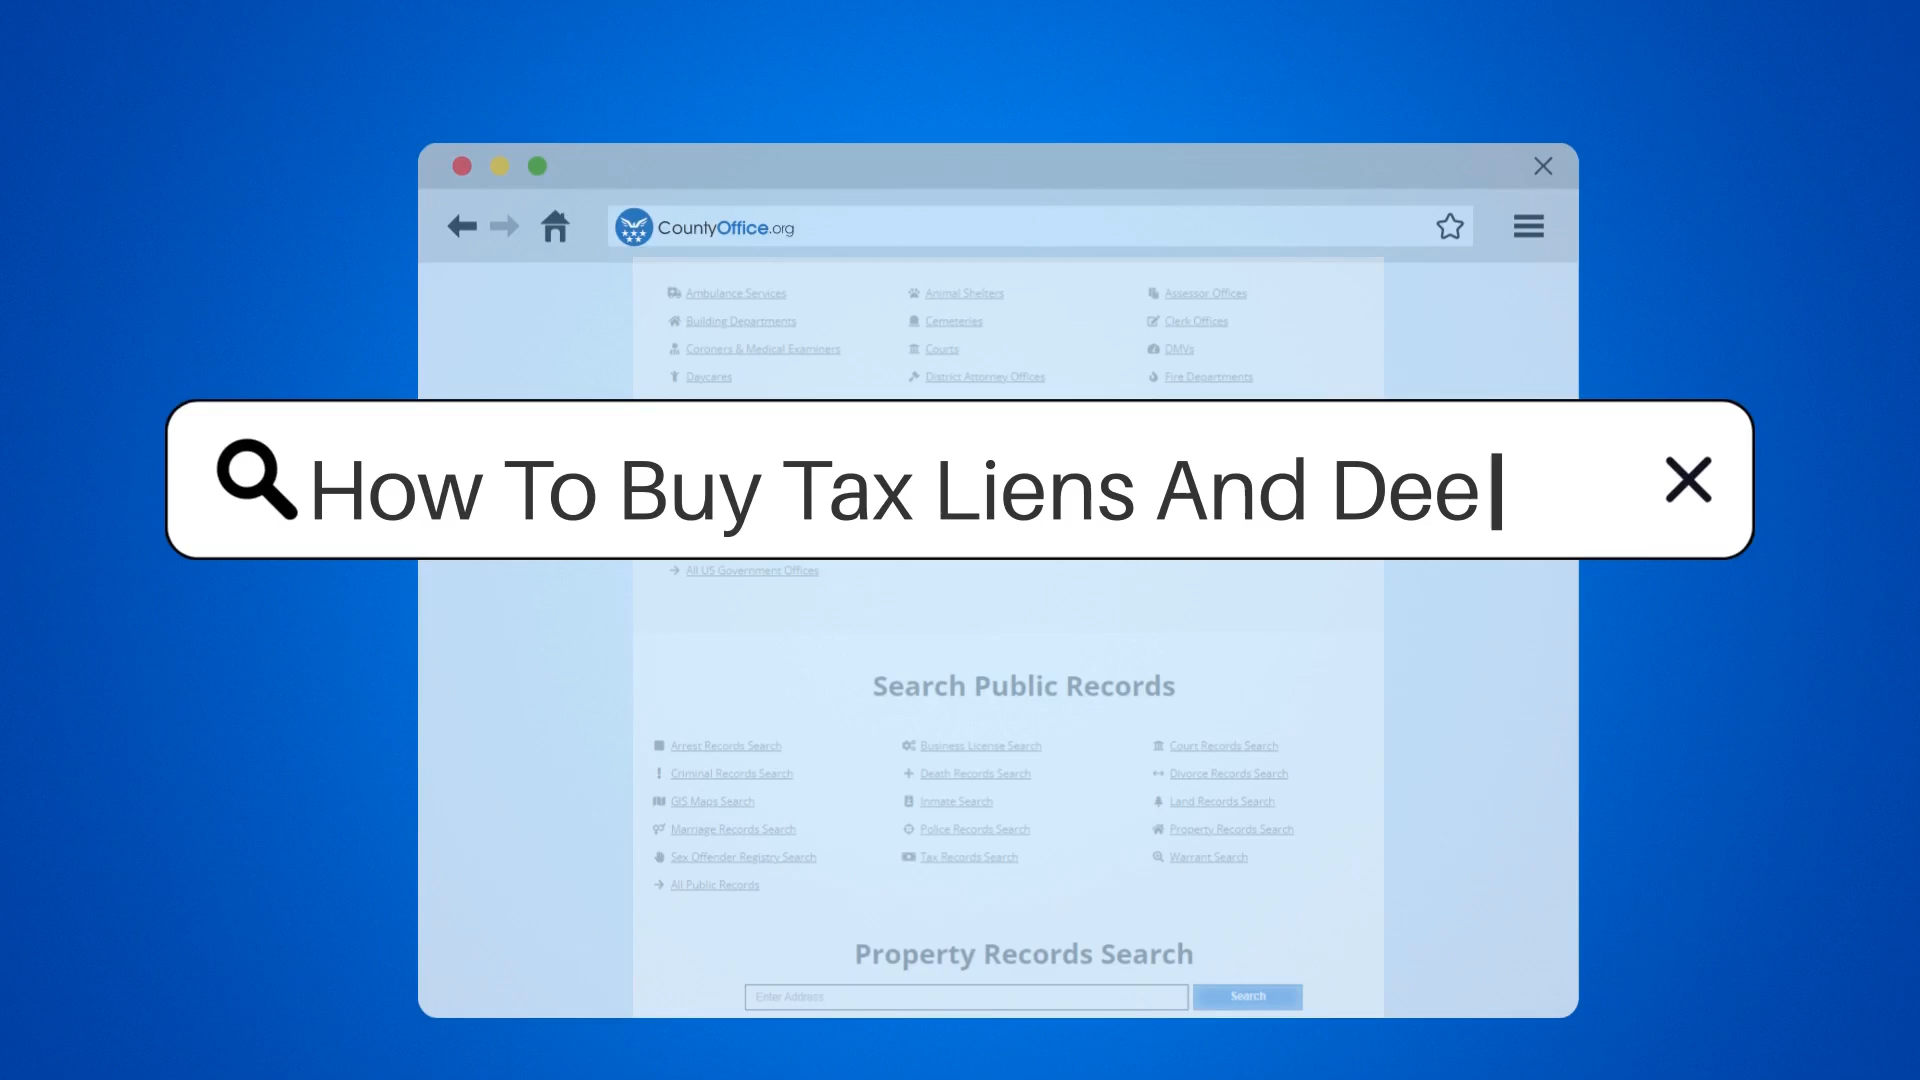 CountyOffice.org
Ambulance Services Animal Shelters Assessor Offices
Building Departments Cemeteries Clerk Offices
Coroners & Medical Examiners Courts DMVs
Daycares District Attorney Offices Fire Departments
How To Buy Tax Liens And Dee
All US Government Offices
Search Public Records
Arrest Records Search Business License Search Court Records Search
Criminal Records Search Death Records Search Divorce Records Search
GIS Maps Search Inmate Search Land Records Search
Marriage Records Search Police Records Search Property Records Search
Sex Offender Registry Search Tax Records Search Warrant Search
All Public Records
Property Records Search
Enter Address Search